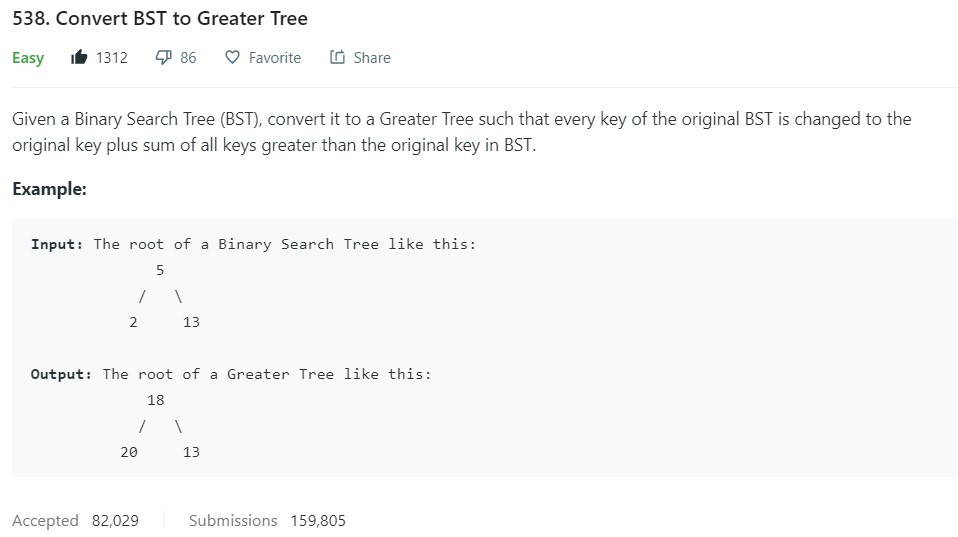 538. Convert BST to Greater Tree
Easy 1312 86 Favorite Share
Given a Binary Search Tree (BST), convert it to a Greater Tree such that every key of the original BST is changed to the
original key plus sum of all keys greater than the original key in BST.
Example:
Input: The root of a Binary Search Tree like this:
5
/ \
2 13
Output: The root of a Greater Tree like this:
18
/ \
20 13
Accepted 82,029 Submissions 159,805